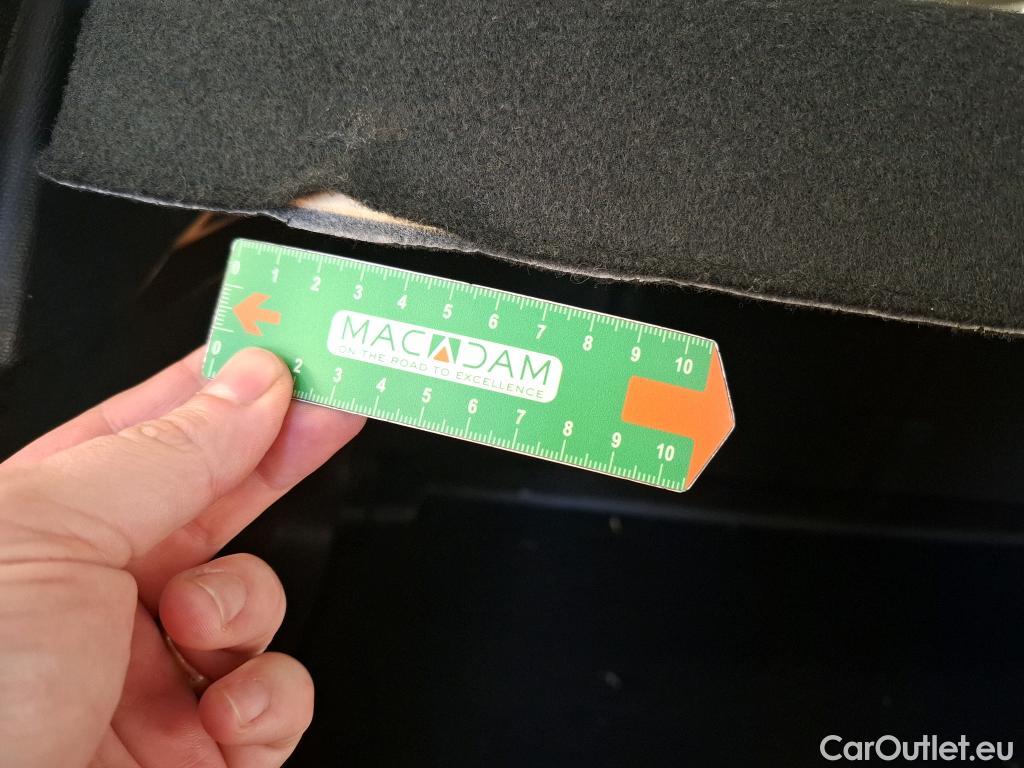 0 1 2 3 4 5 6 7 8 9 10
MACADAM
ON THE ROAD TO EXCELLENCE
0 2 3 4 5 6 7 8 9 10
CarOutlet.eu